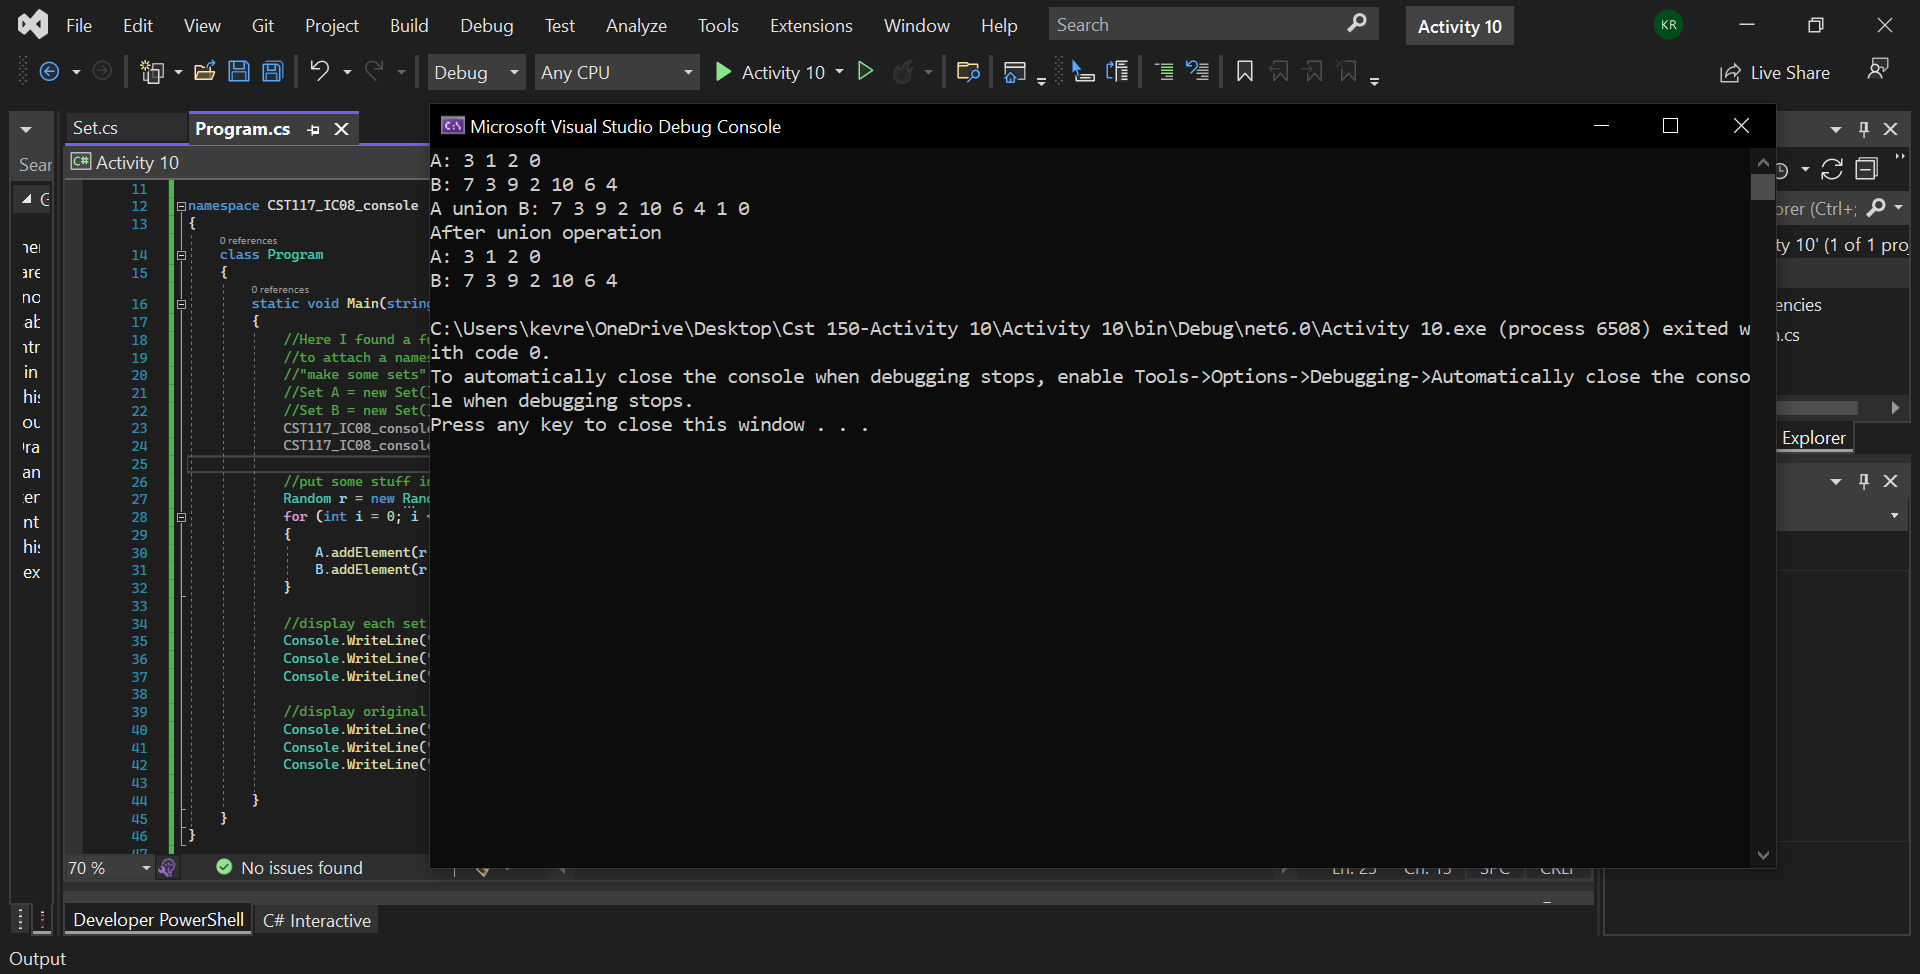 File Edit View Git Project Build Debug Test Analyze Tools Extensions Window Help Search Activity 10 KR
Debug Any CPU Activity 10 Live Share
Set.cs Program.cs
C# Activity 10
Microsoft Visual Studio Debug Console
A: 3 1 2 0
B: 7 3 9 2 10 6 4
A union B: 7 3 9 2 10 6 4 1 0
After union operation
A: 3 1 2 0
B: 7 3 9 2 10 6 4
C:\Users\kevre\OneDrive\Desktop\Cst 150-Activity 10\Activity 10\bin\Debug\net6.0\Activity 10.exe (process 6508) exited w
ith code 0.
To automatically close the console when debugging stops, enable Tools->Options->Debugging->Automatically close the conso
le when debugging stops.
Press any key to close this window . . .
11
12 namespace CST117_IC08_console
13 {
0 references
14 class Program
15 {
0 references
16 static void Main(string
17 {
18 //Here I found a f
19 //to attach a names
20 //"make some sets"
21 //Set A = new Set(
22 //Set B = new Set(
23 CST117_IC08_console
24 CST117_IC08_console
25
26 //put some stuff in
27 Random r = new Rand
28 for (int i = 0; i <
29 {
30 A.addElement(r
31 B.addElement(r
32 }
33
34 //display each set
35 Console.WriteLine(
36 Console.WriteLine(
37 Console.WriteLine(
38
39 //display original
40 Console.WriteLine(
41 Console.WriteLine(
42 Console.WriteLine(
43
44 }
45 }
46 }
orer (Ctrl+;
ty 10' (1 of 1 pro
encies
.cs
Explorer
70 % No issues found
Developer PowerShell C# Interactive
Output